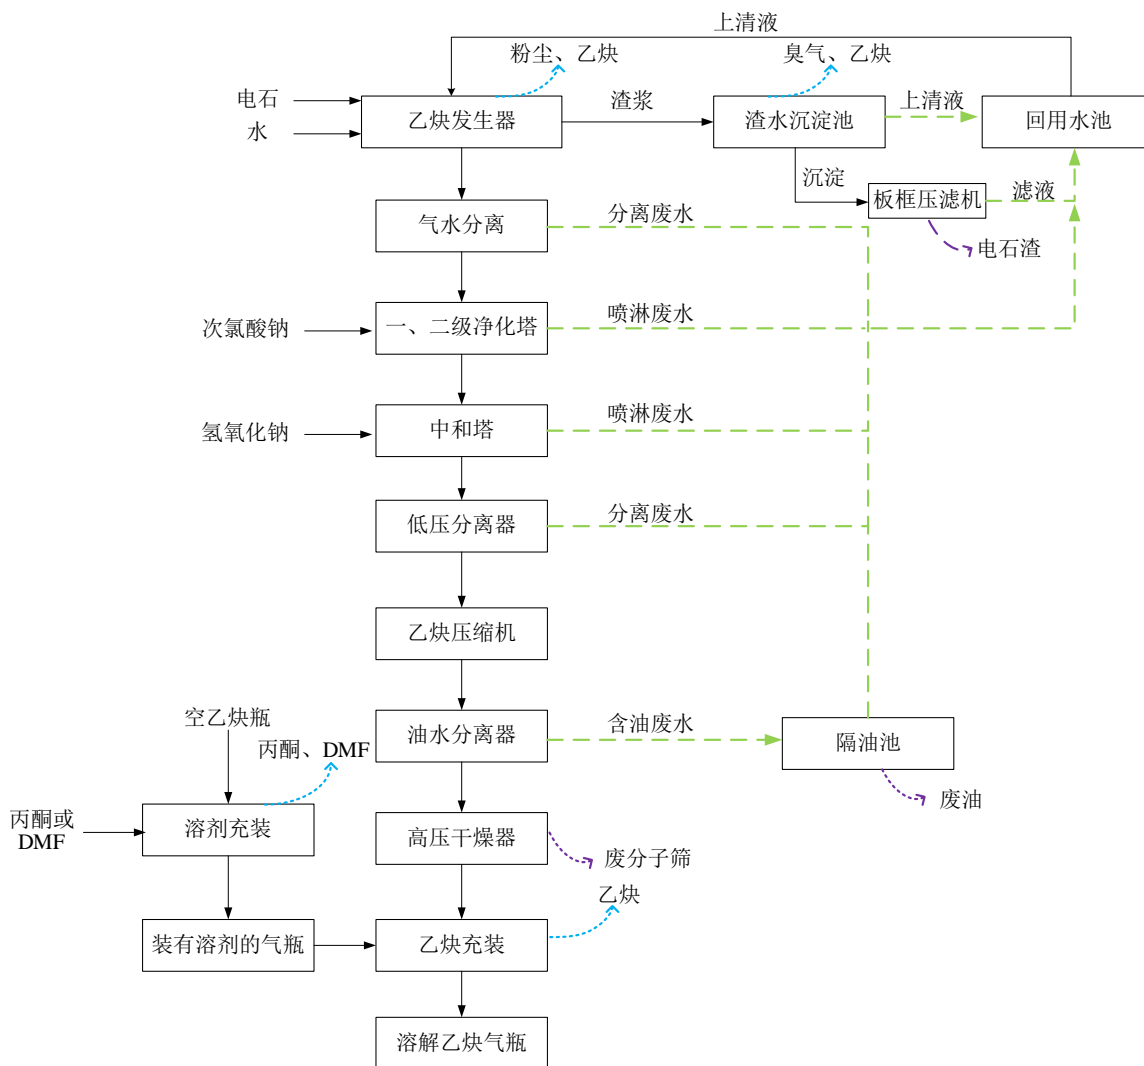 上清液
粉尘、乙炔
臭气、乙炔
电石
水
乙炔发生器
渣浆
渣水沉淀池
上清液
回用水池
沉淀
板框压滤机
滤液
电石渣
气水分离
分离废水
次氯酸钠
一、二级净化塔
喷淋废水
氢氧化钠
中和塔
喷淋废水
低压分离器
分离废水
乙炔压缩机
空乙炔瓶
丙酮、DMF
油水分离器
含油废水
隔油池
废油
丙酮或
DMF
溶剂充装
高压干燥器
废分子筛
乙炔
装有溶剂的气瓶
乙炔充装
溶解乙炔气瓶